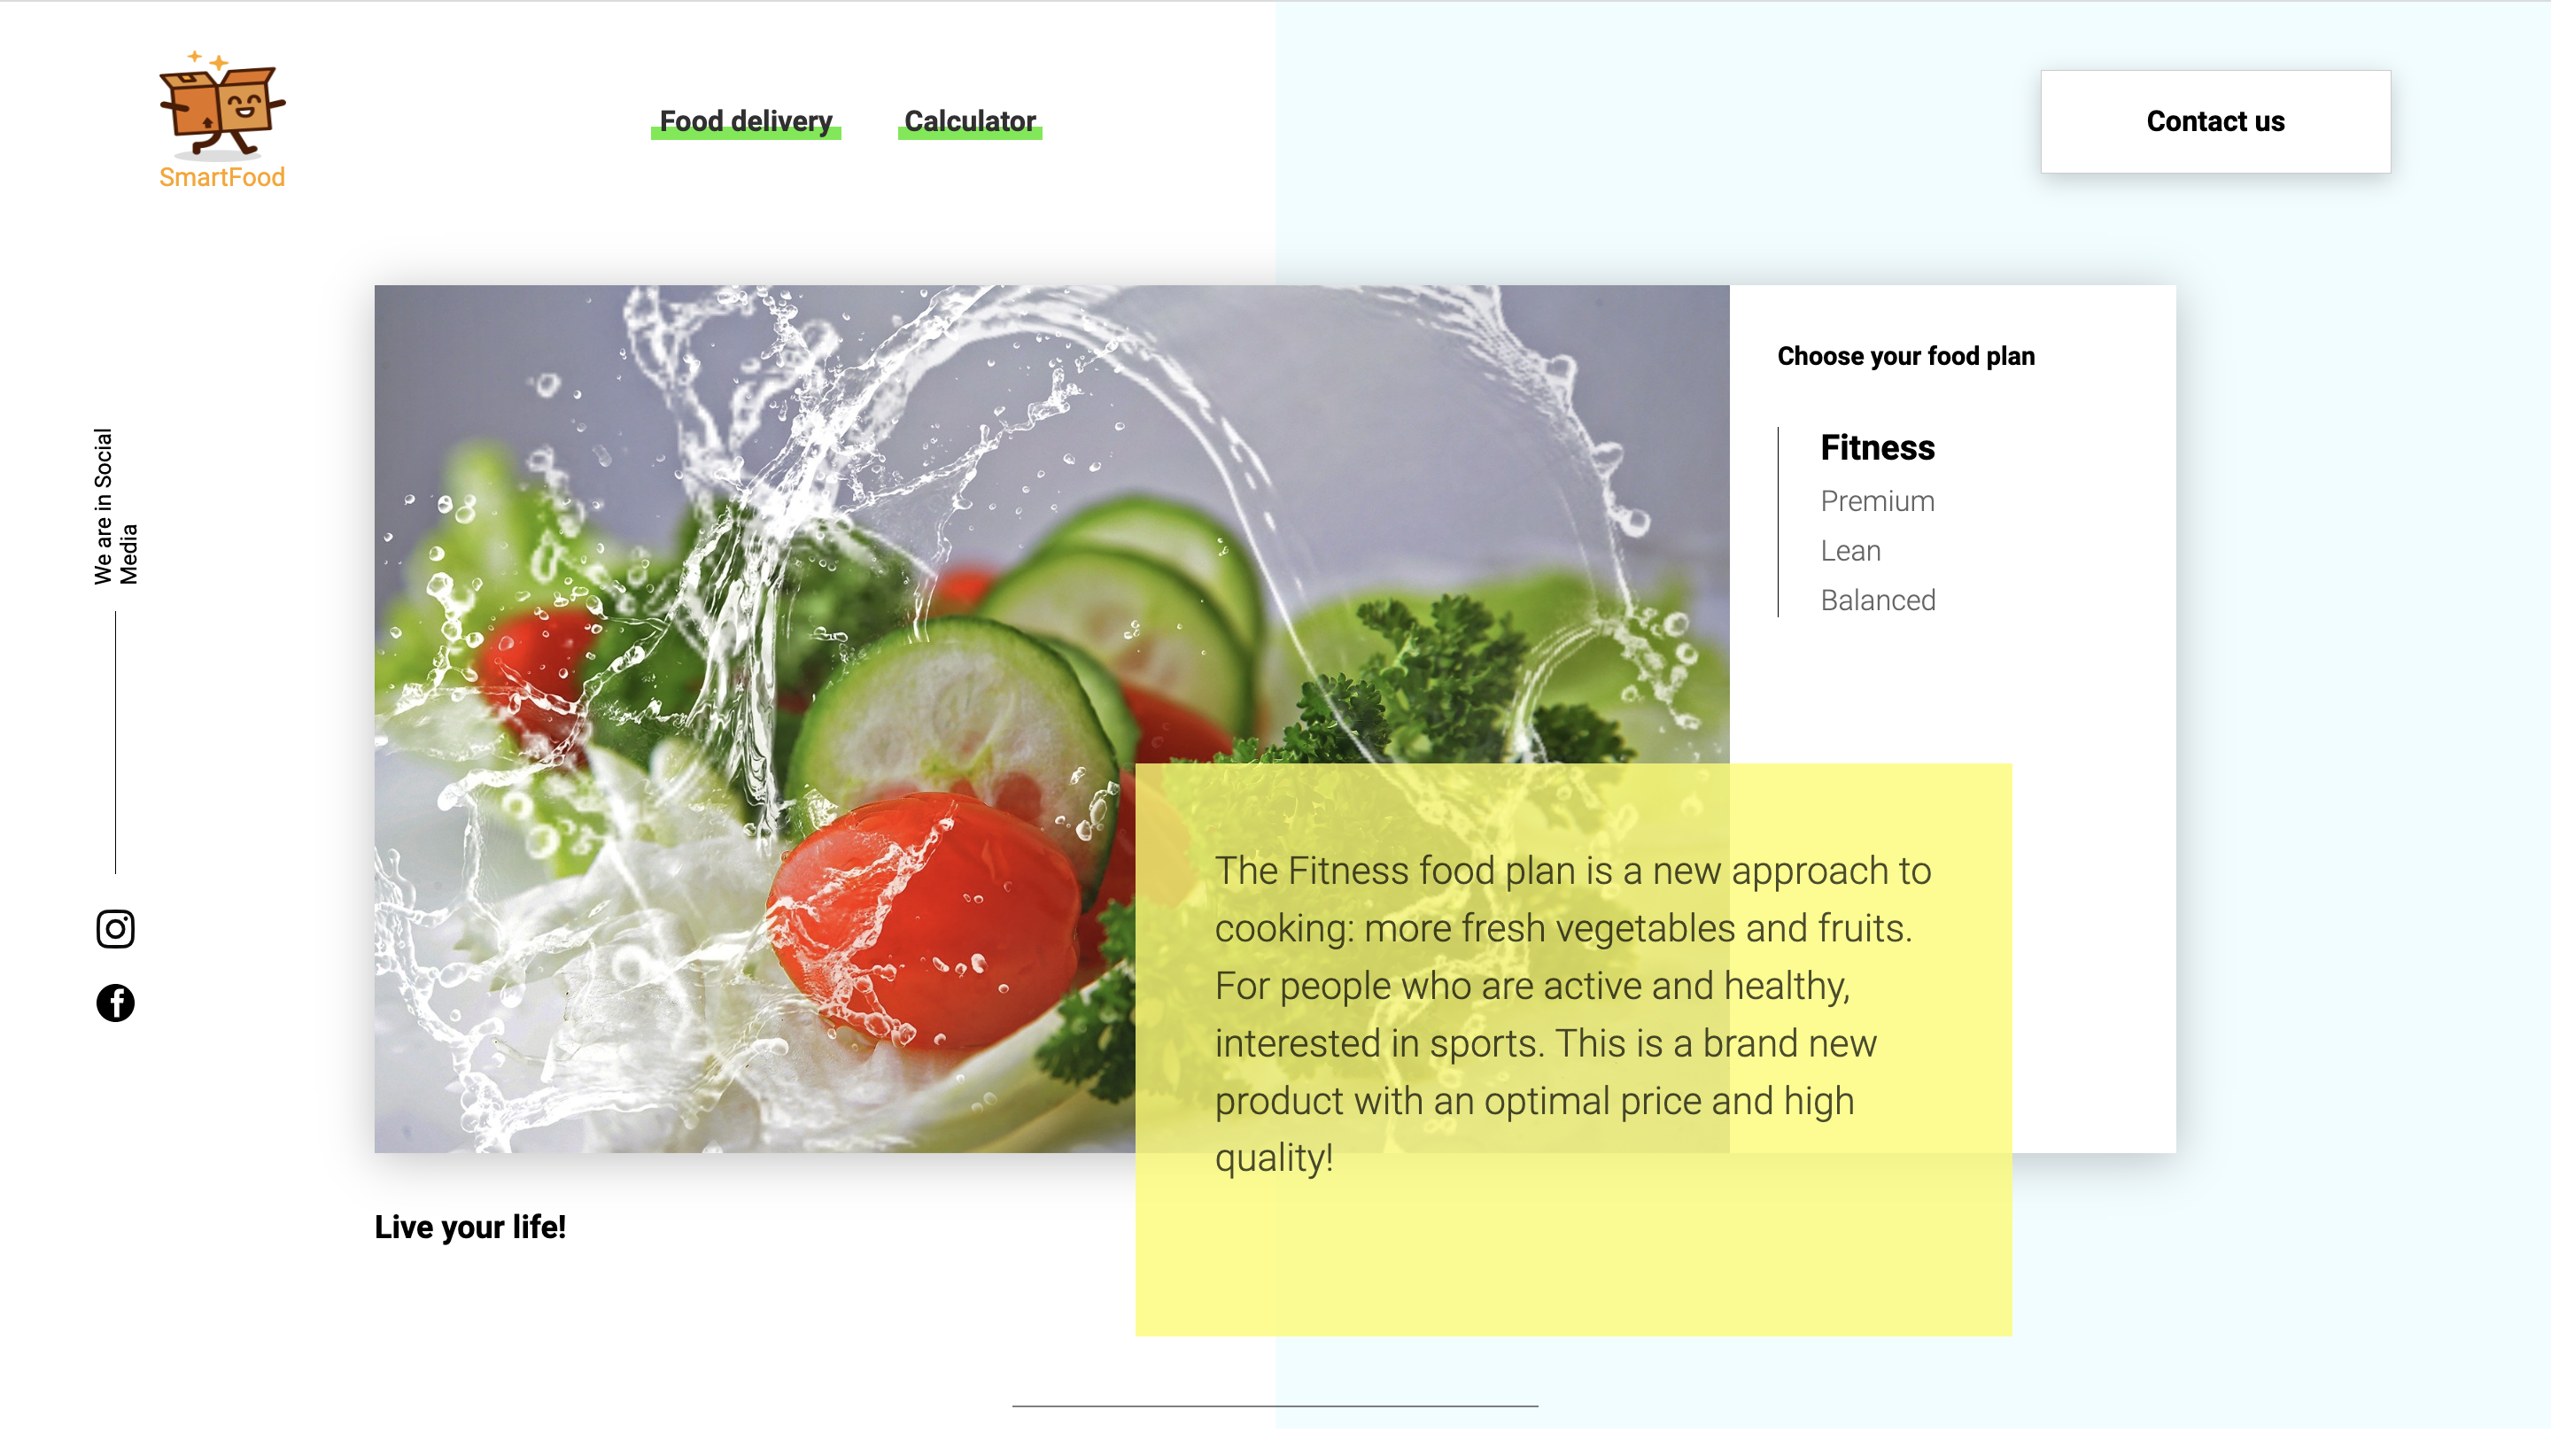 SmartFood
Food delivery
Calculator
Contact us
We are in Social
Media
Choose your food plan
Fitness
Premium
Lean
Balanced
The Fitness food plan is a new approach to
cooking: more fresh vegetables and fruits.
For people who are active and healthy,
interested in sports. This is a brand new
product with an optimal price and high
quality!
Live your life!